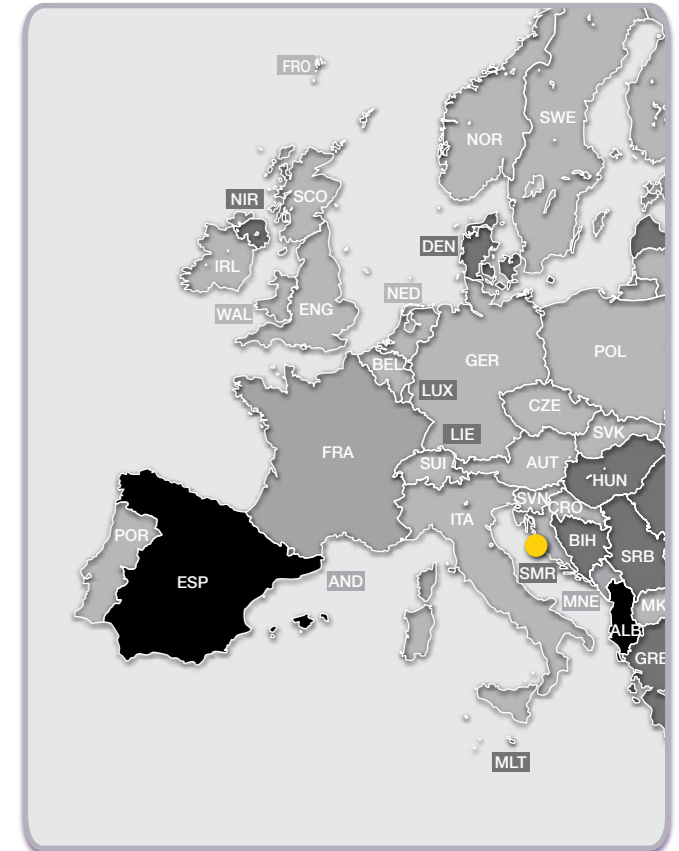 FRO
SWE
NOR
NIR
SCO
DEN
IRL
NED
WAL
ENG
POL
GER
BEL
LUX
CZE
LIE
SVK
FRA
SUI
AUT
HUN
SVN
CRO
ITA
POR
BIH
SRB
SMR
ESP
AND
MNE
MK
ALB
GRE
MLT